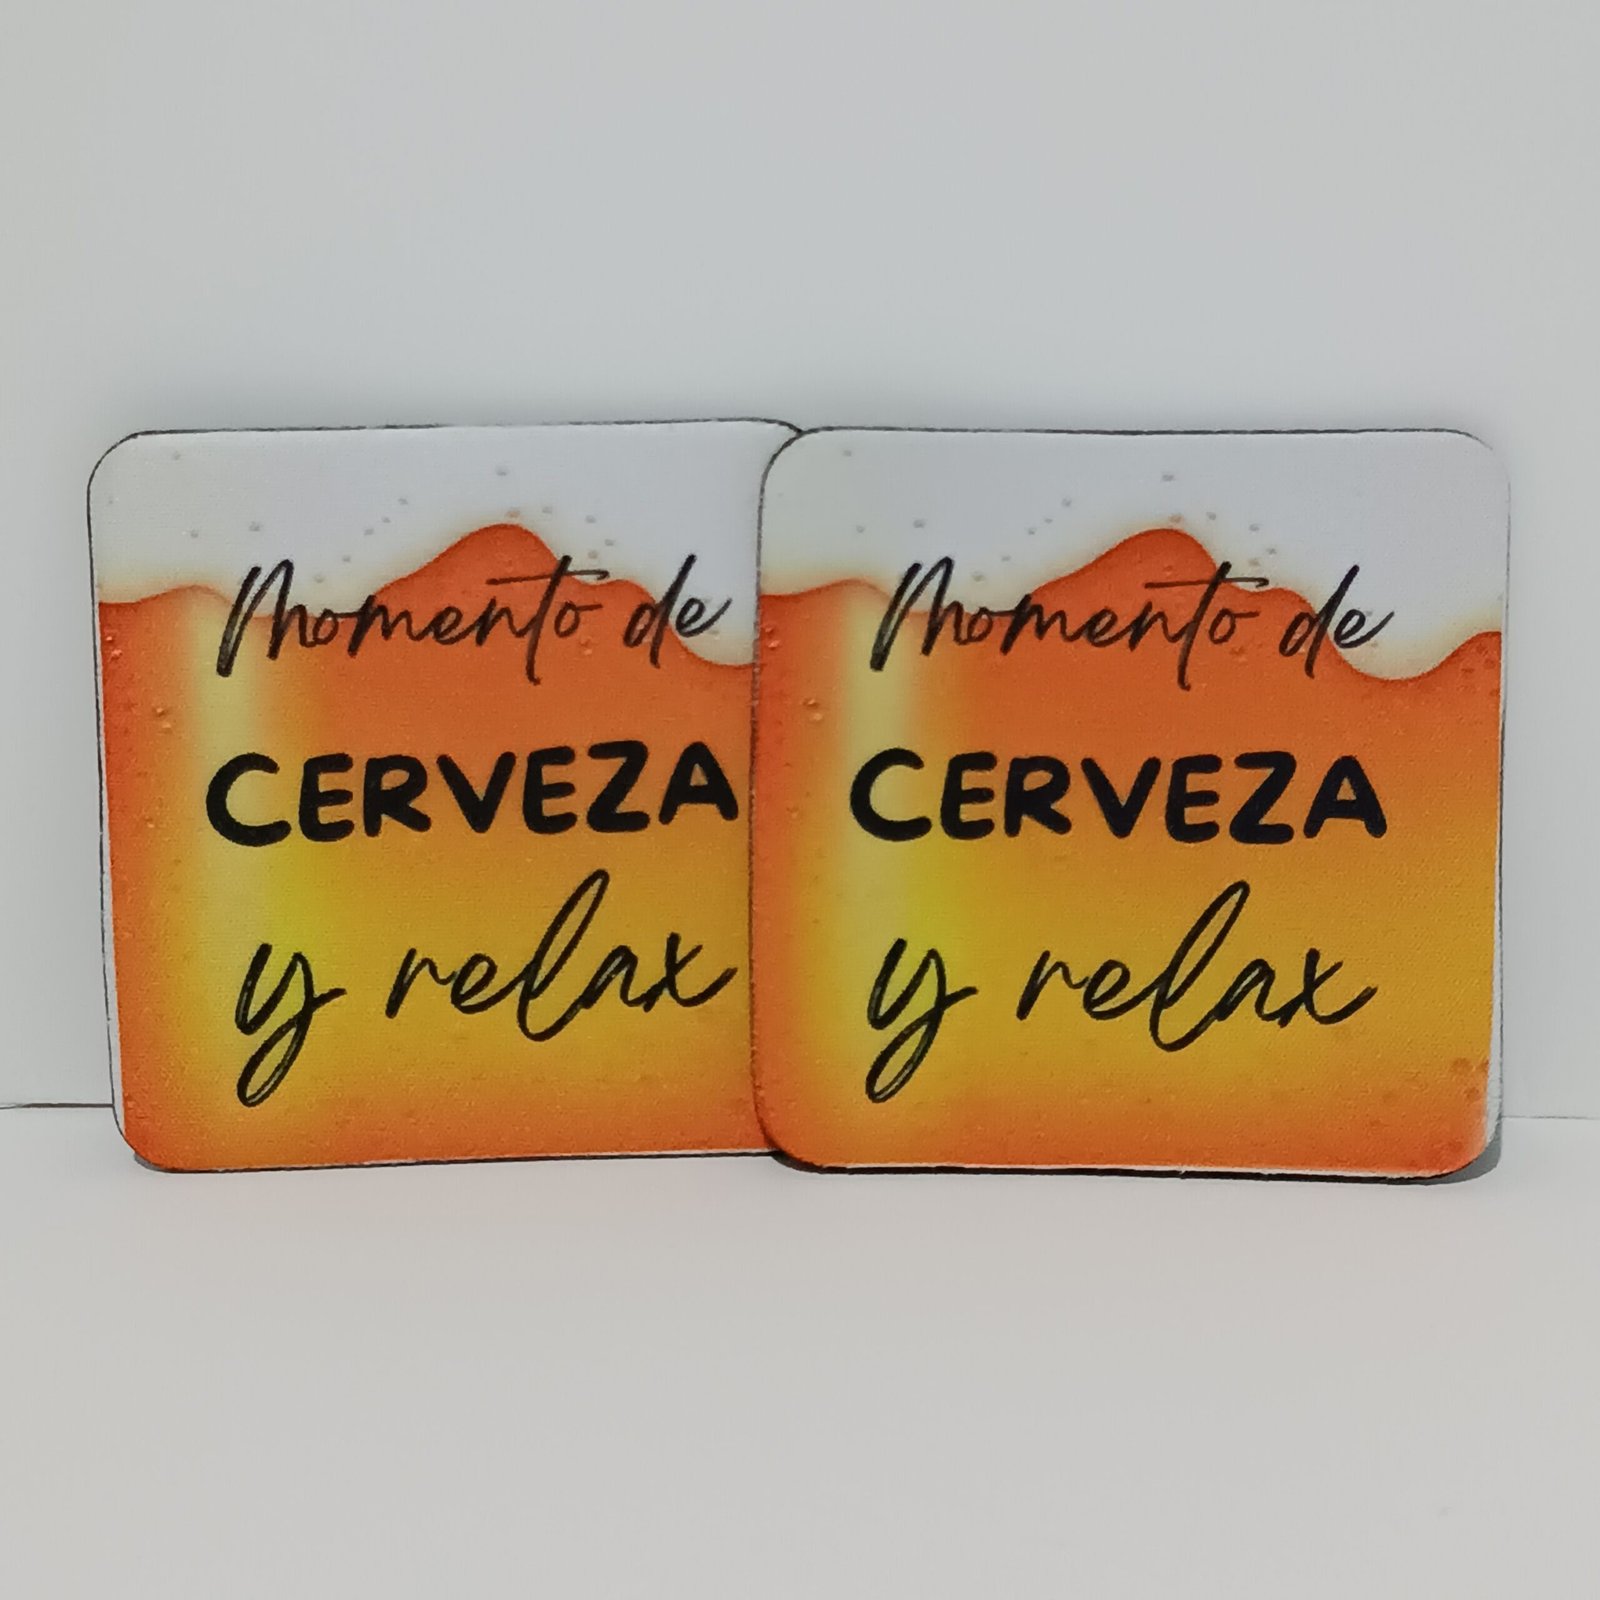 Momento de
CERVEZA
y relax
Momento de
CERVEZA
y relax